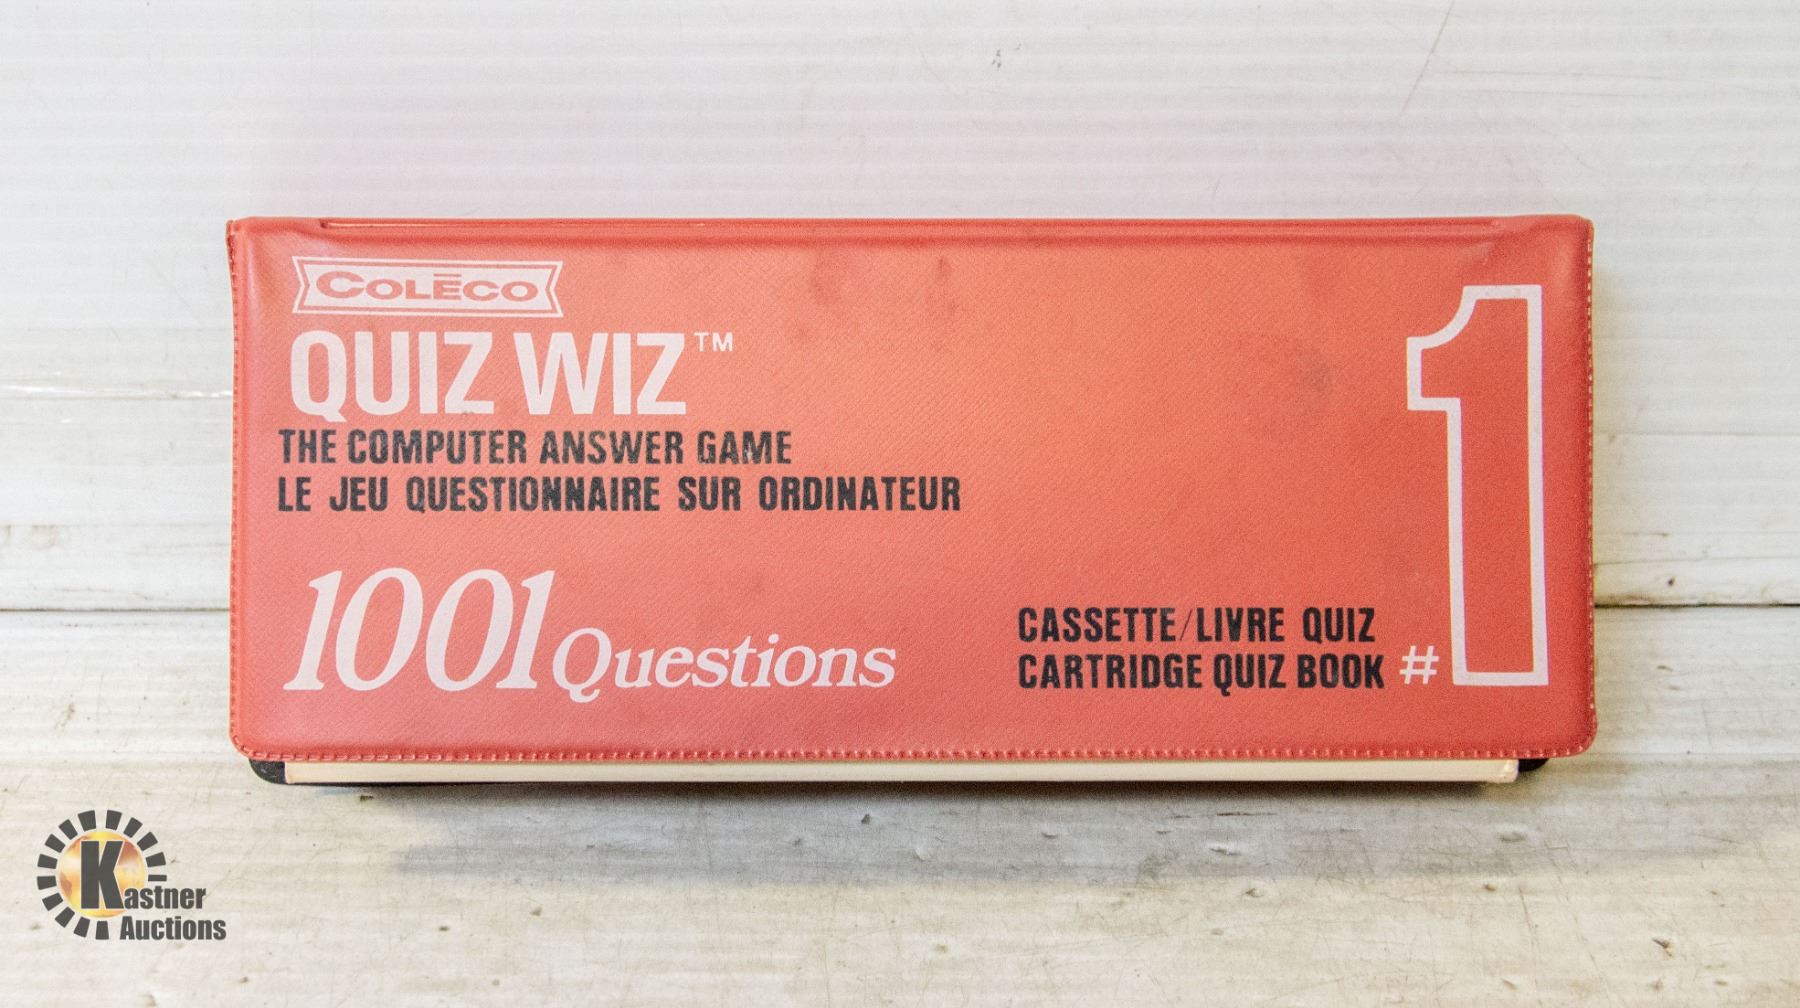 COLECO
QUIZ WIZ™
THE COMPUTER ANSWER GAME
LE JEU QUESTIONNAIRE SUR ORDINATEUR
1001 Questions
CASSETTE/LIVRE QUIZ
CARTRIDGE QUIZ BOOK #1
Kastner
Auctions